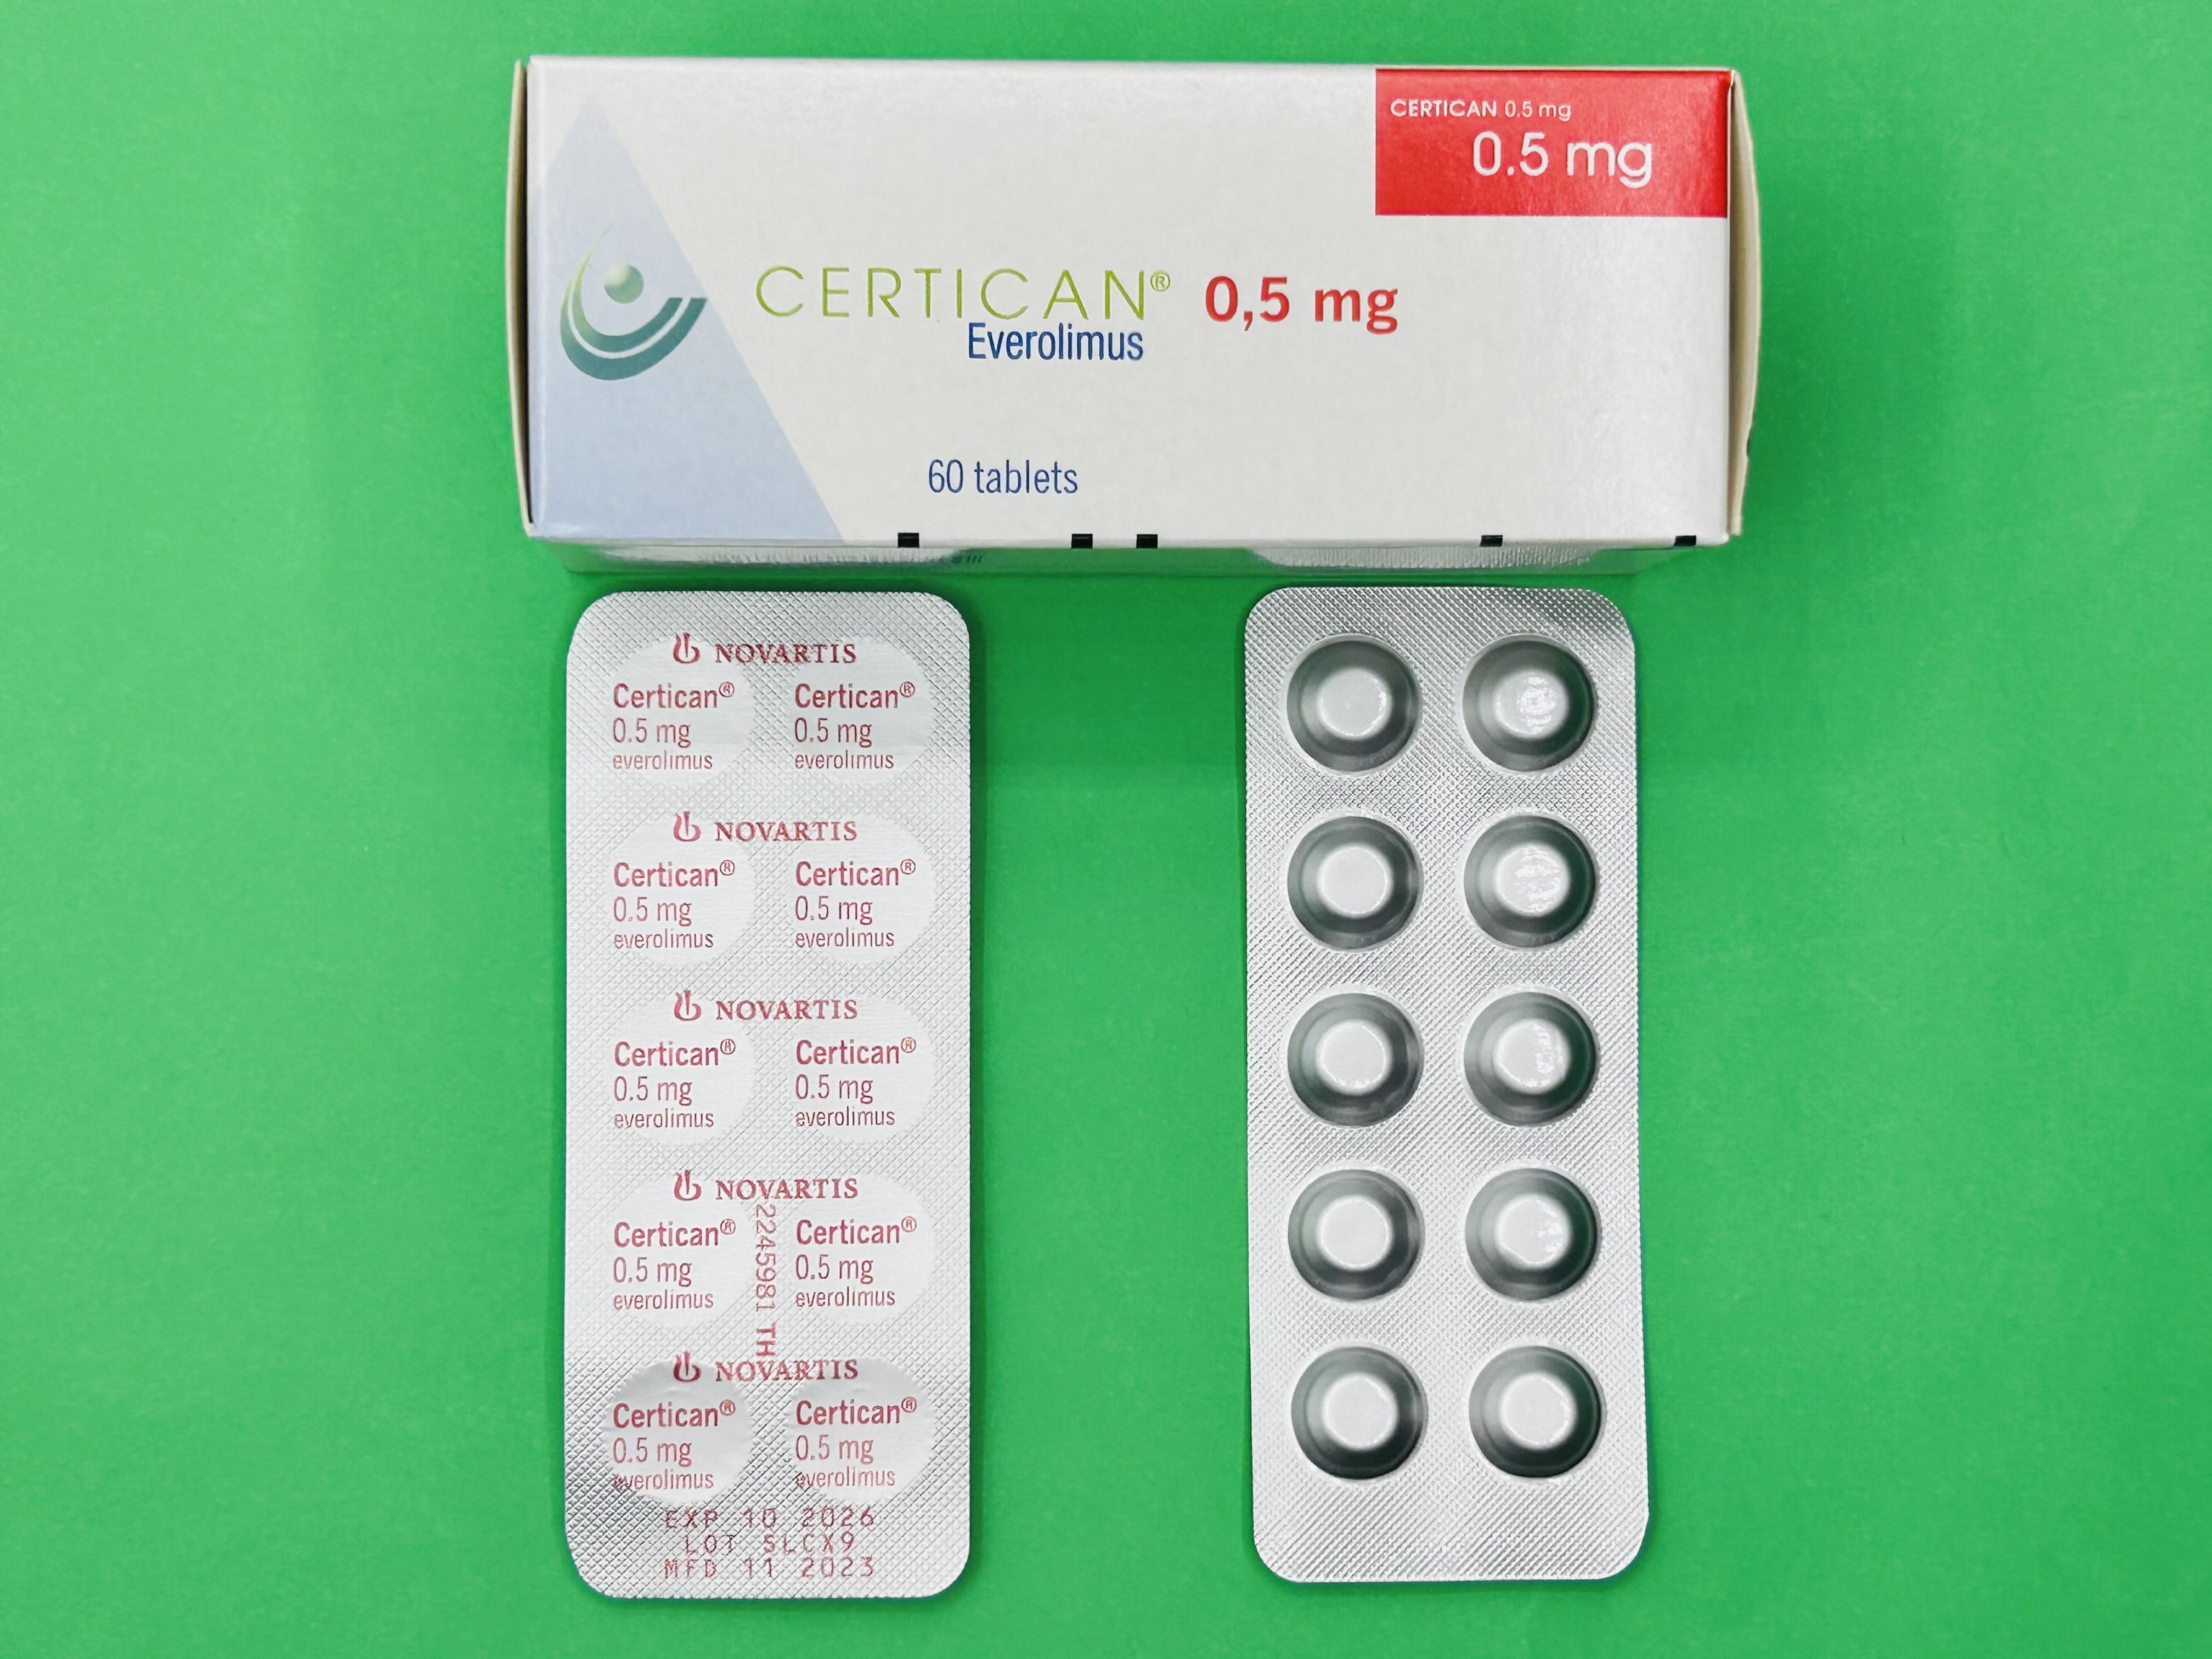 CERTICAN 0.5 mg
0.5 mg
CERTICAN® 0,5 mg
Everolimus
60 tablets
NOVARTIS
Certican® Certican®
0.5 mg 0.5 mg
everolimus everolimus
NOVARTIS
Certican® Certican®
0.5 mg 0.5 mg
everolimus everolimus
NOVARTIS
Certican® Certican®
0.5 mg 0.5 mg
everolimus everolimus
NOVARTIS
Certican® Certican®
0.5 mg 0.5 mg
everolimus everolimus
2245981 TH
NOVARTIS
Certican® Certican®
0.5 mg 0.5 mg
everolimus everolimus
EXP 10 2026
LOT SLCX9
MFD 11 2023